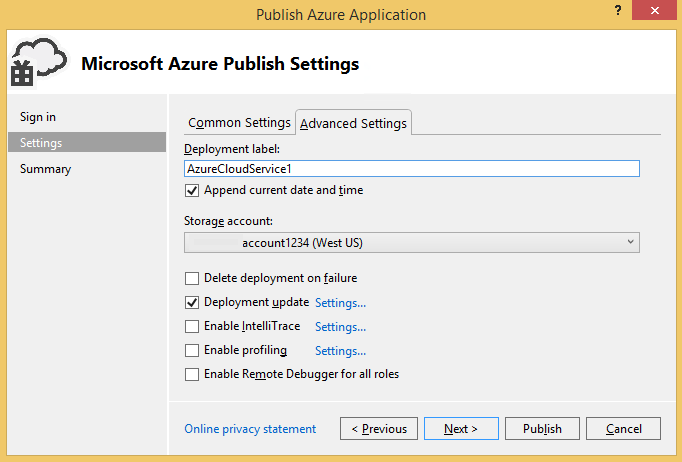 Publish Azure Application
?
Microsoft Azure Publish Settings
Sign in
Settings
Summary
Common Settings
Advanced Settings
Deployment label:
AzureCloudService1
Append current date and time
Storage account:
account1234 (West US)
Delete deployment on failure
Deployment update Settings...
Enable IntelliTrace Settings...
Enable profiling Settings...
Enable Remote Debugger for all roles
Online privacy statement
< Previous
Next >
Publish
Cancel